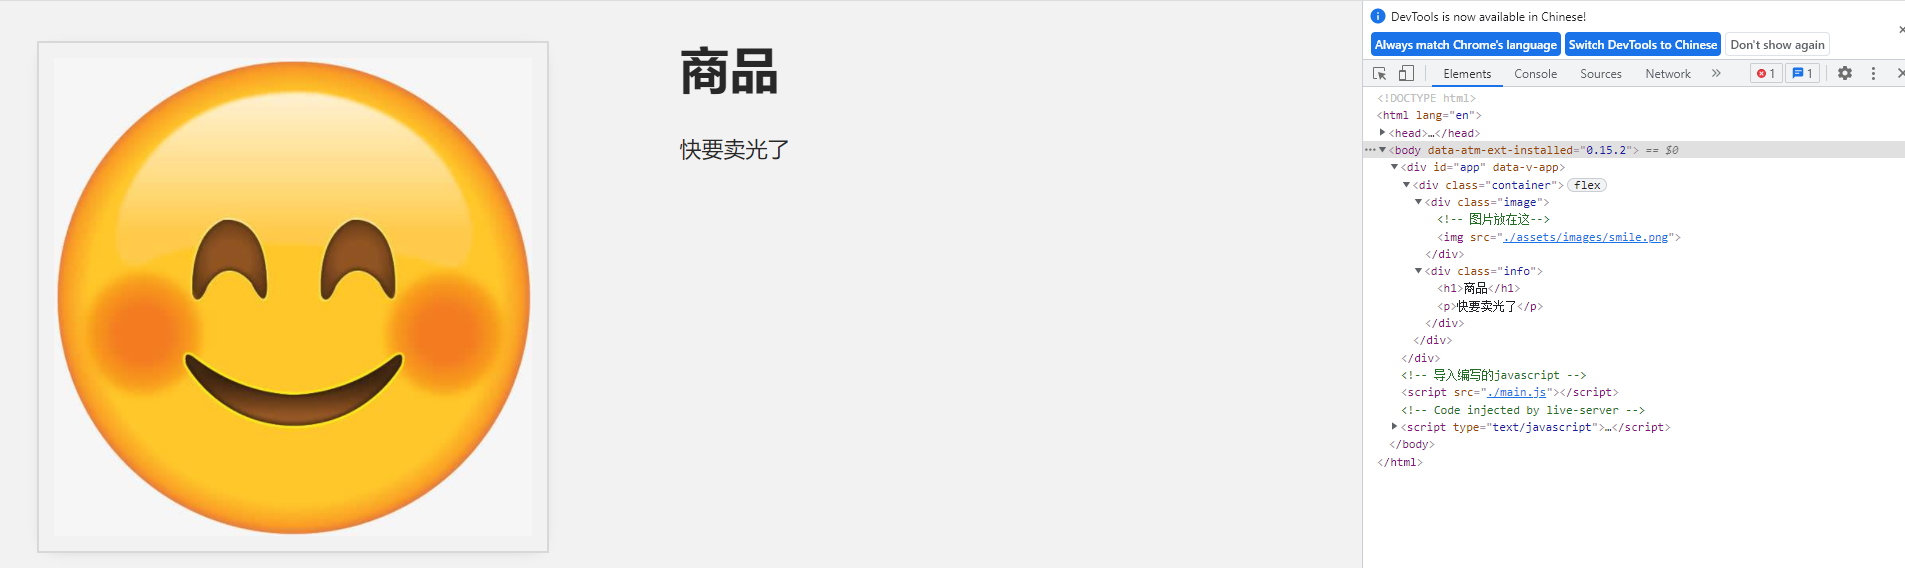 商品
快要卖光了
DevTools is now available in Chinese!
Always match Chrome's language Switch DevTools to Chinese Don't show again
Elements Console Sources Network » 1 1
<!DOCTYPE html>
<html lang="en">
<head>…</head>
<body data-atm-ext-installed="0.15.2"> == $0
<div id="app" data-v-app>
<div class="container"> flex
<div class="image">
<!-- 图片放在这-->
<img src="./assets/images/smile.png">
</div>
<div class="info">
<h1>商品</h1>
<p>快要卖光了</p>
</div>
</div>
</div>
<!-- 导入编写的javascript -->
<script src="./main.js"></script>
<!-- Code injected by live-server -->
<script type="text/javascript">…</script>
</body>
</html>